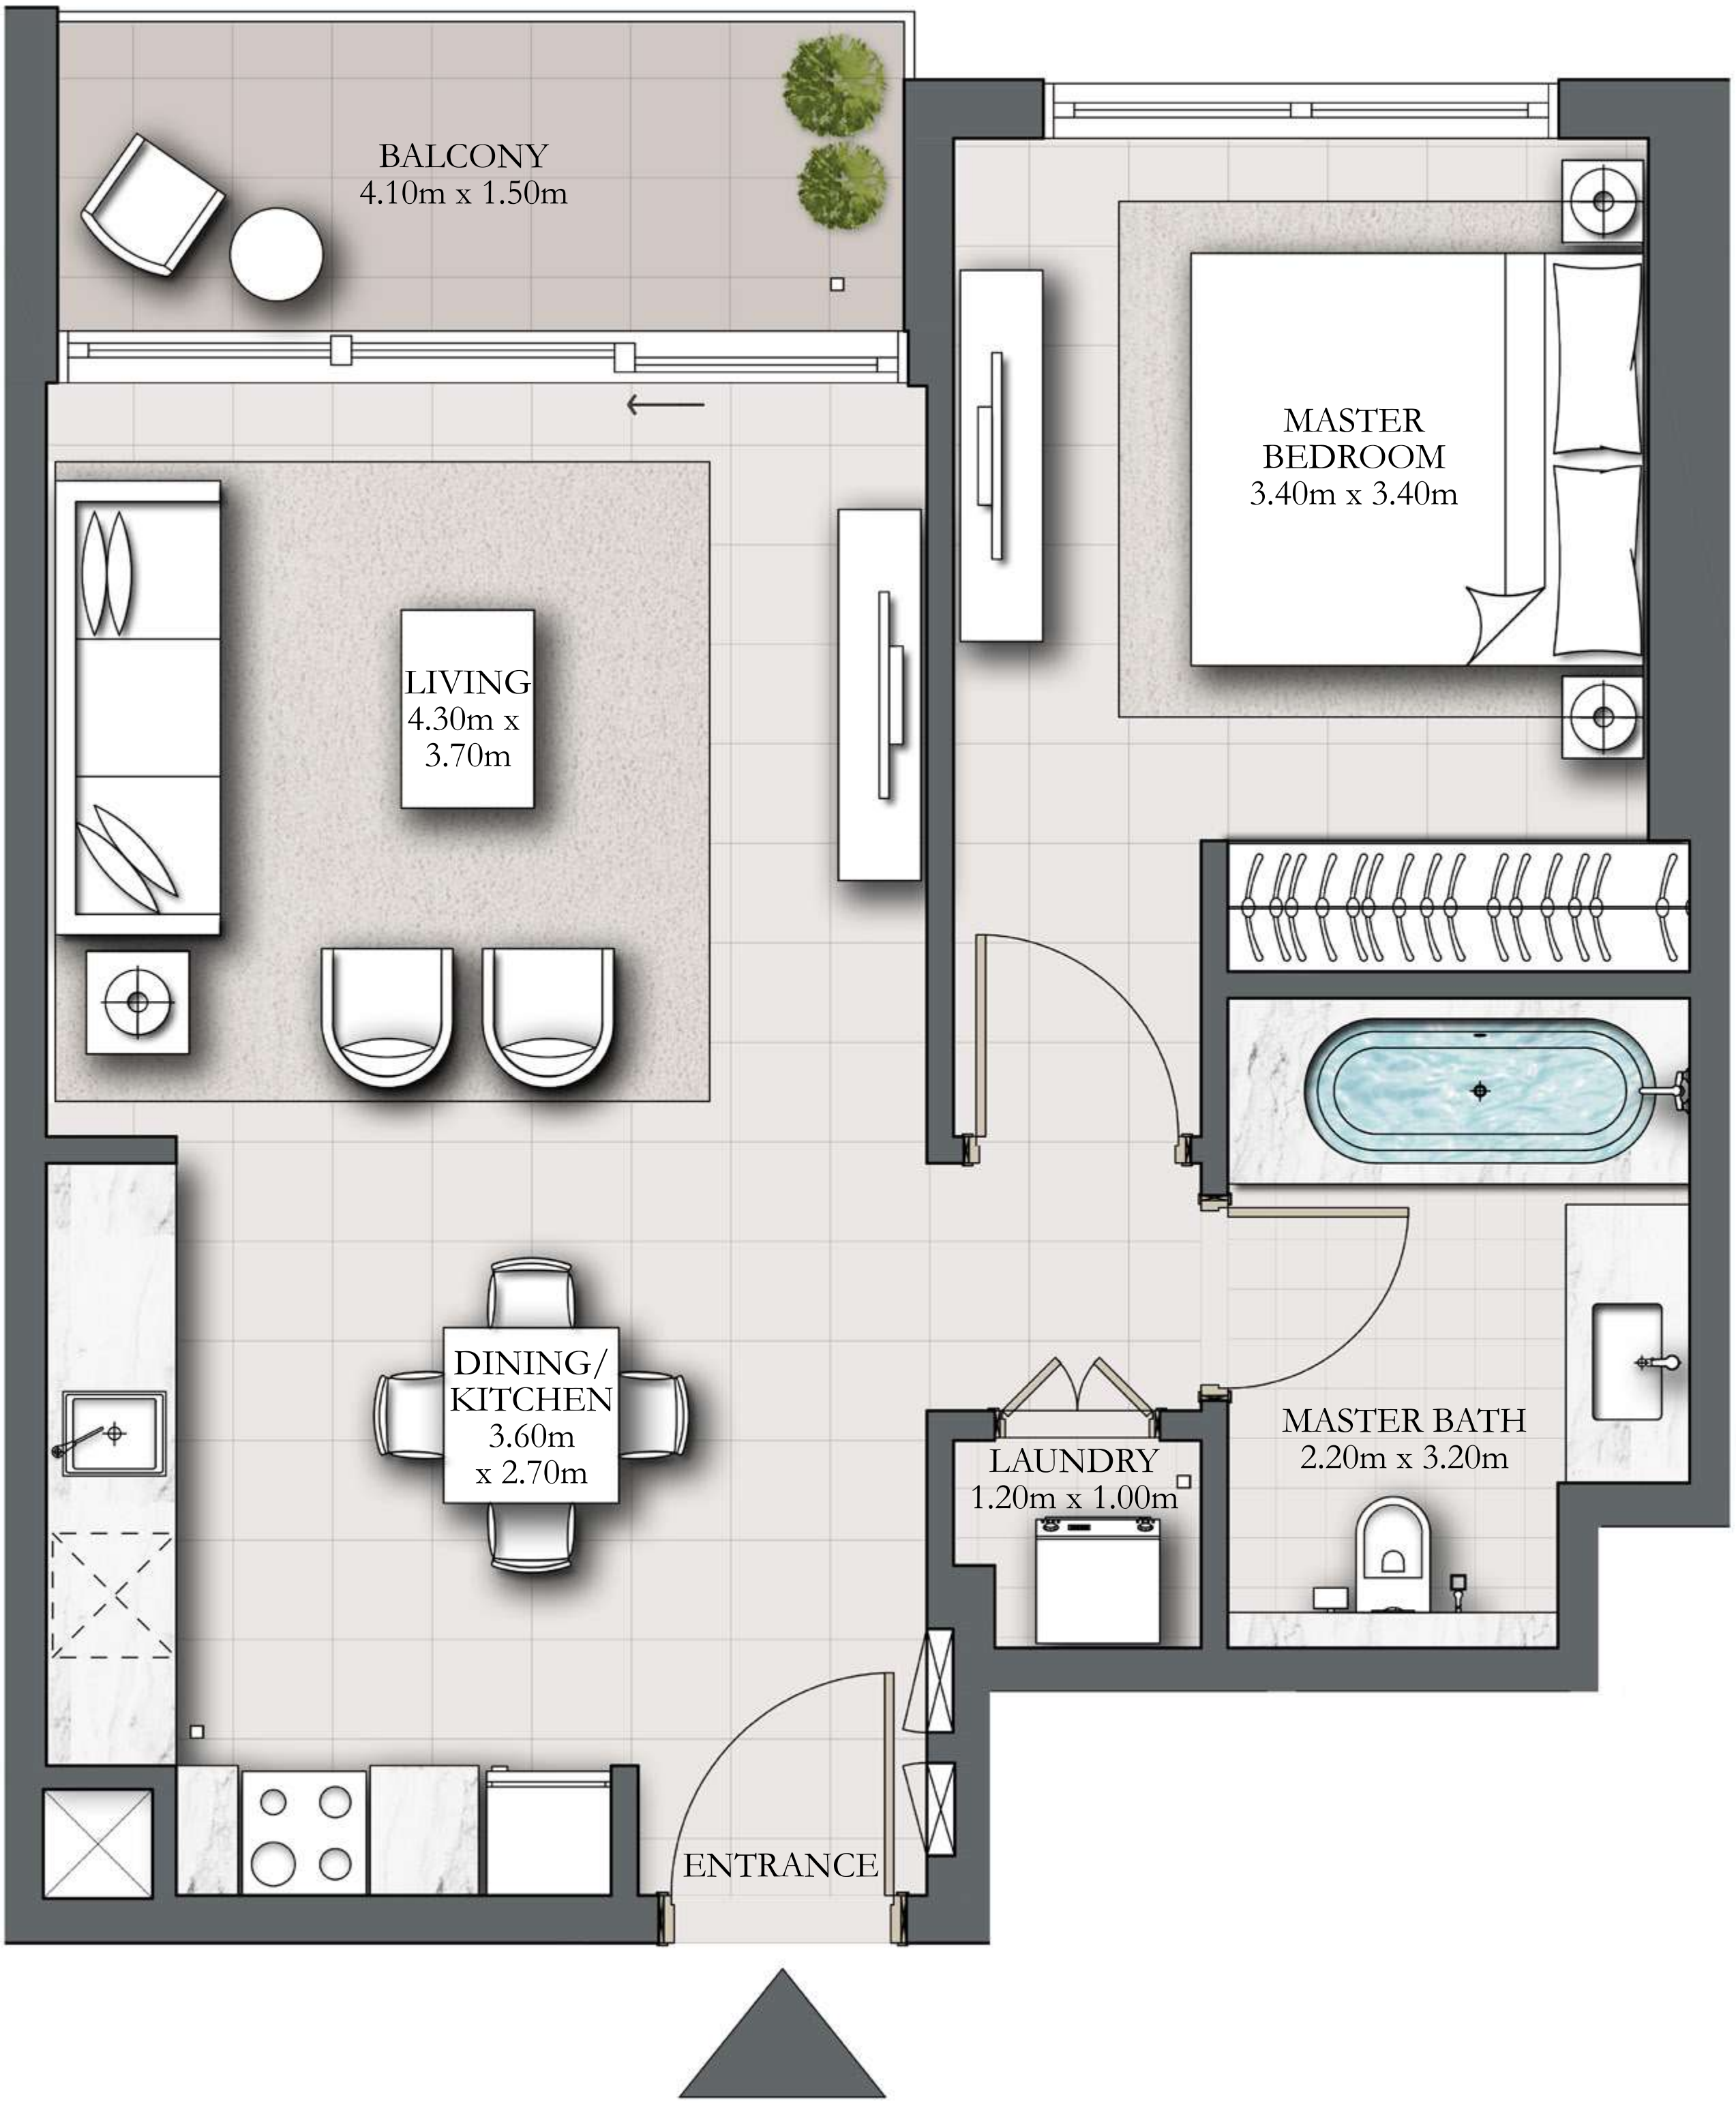 BALCONY
4.10m x 1.50m
MASTER
BEDROOM
3.40m x 3.40m
LIVING
4.30m x
3.70m
DINING/
KITCHEN
3.60m
x 2.70m
MASTER BATH
2.20m x 3.20m
LAUNDRY
1.20m x 1.00m
ENTRANCE